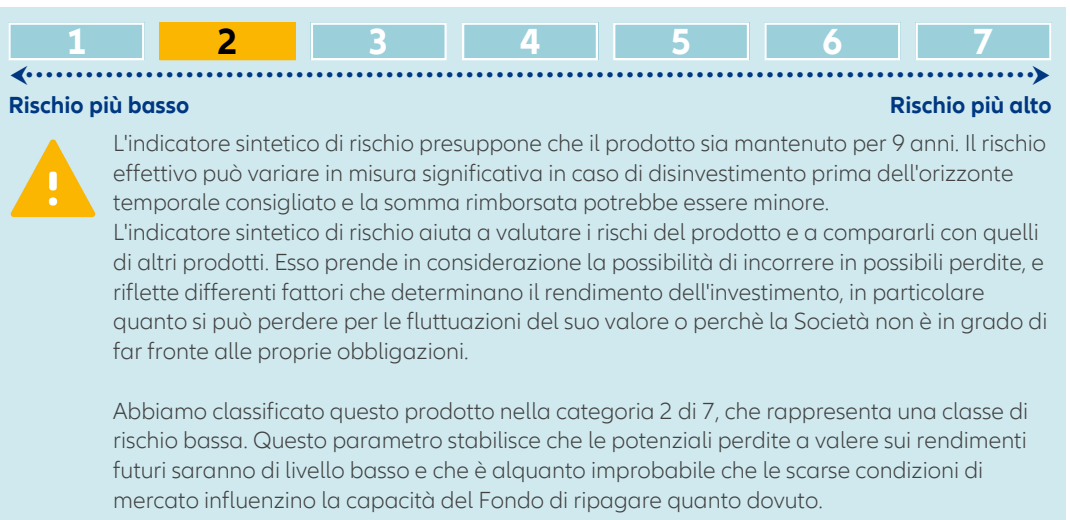 1 2 3 4 5 6 7
Rischio più basso Rischio più alto
L'indicatore sintetico di rischio presuppone che il prodotto sia mantenuto per 9 anni. Il rischio
effettivo può variare in misura significativa in caso di disinvestimento prima dell'orizzonte
temporale consigliato e la somma rimborsata potrebbe essere minore.
L'indicatore sintetico di rischio aiuta a valutare i rischi del prodotto e a compararli con quelli
di altri prodotti. Esso prende in considerazione la possibilità di incorrere in possibili perdite, e
riflette differenti fattori che determinano il rendimento dell'investimento, in particolare
quanto si può perdere per le fluttuazioni del suo valore o perchè la Società non è in grado di
far fronte alle proprie obbligazioni.
Abbiamo classificato questo prodotto nella categoria 2 di 7, che rappresenta una classe di
rischio bassa. Questo parametro stabilisce che le potenziali perdite a valere sui rendimenti
futuri saranno di livello basso e che è alquanto improbabile che le scarse condizioni di
mercato influenzino la capacità del Fondo di ripagare quanto dovuto.